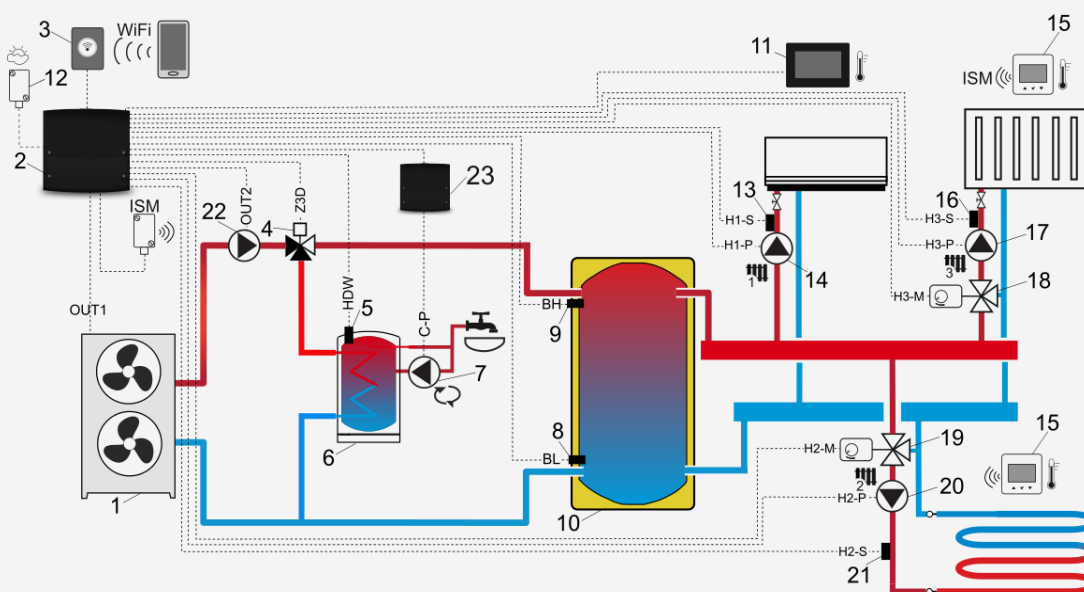 3
WiFi
12
2
11
15
ISM
ISM
22
OUT2
4
Z3D
23
13
H1-S
H1-P
1
14
16
H3-S
H3-P
3
17
H3-M
18
OUT1
HDW
5
C-P
7
6
BH
9
8
BL
10
1
H2-M
19
15
2
H2-P
20
H2-S
21